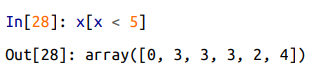 In[28]: x[x < 5]
Out[28]: array([0, 3, 3, 3, 2, 4])